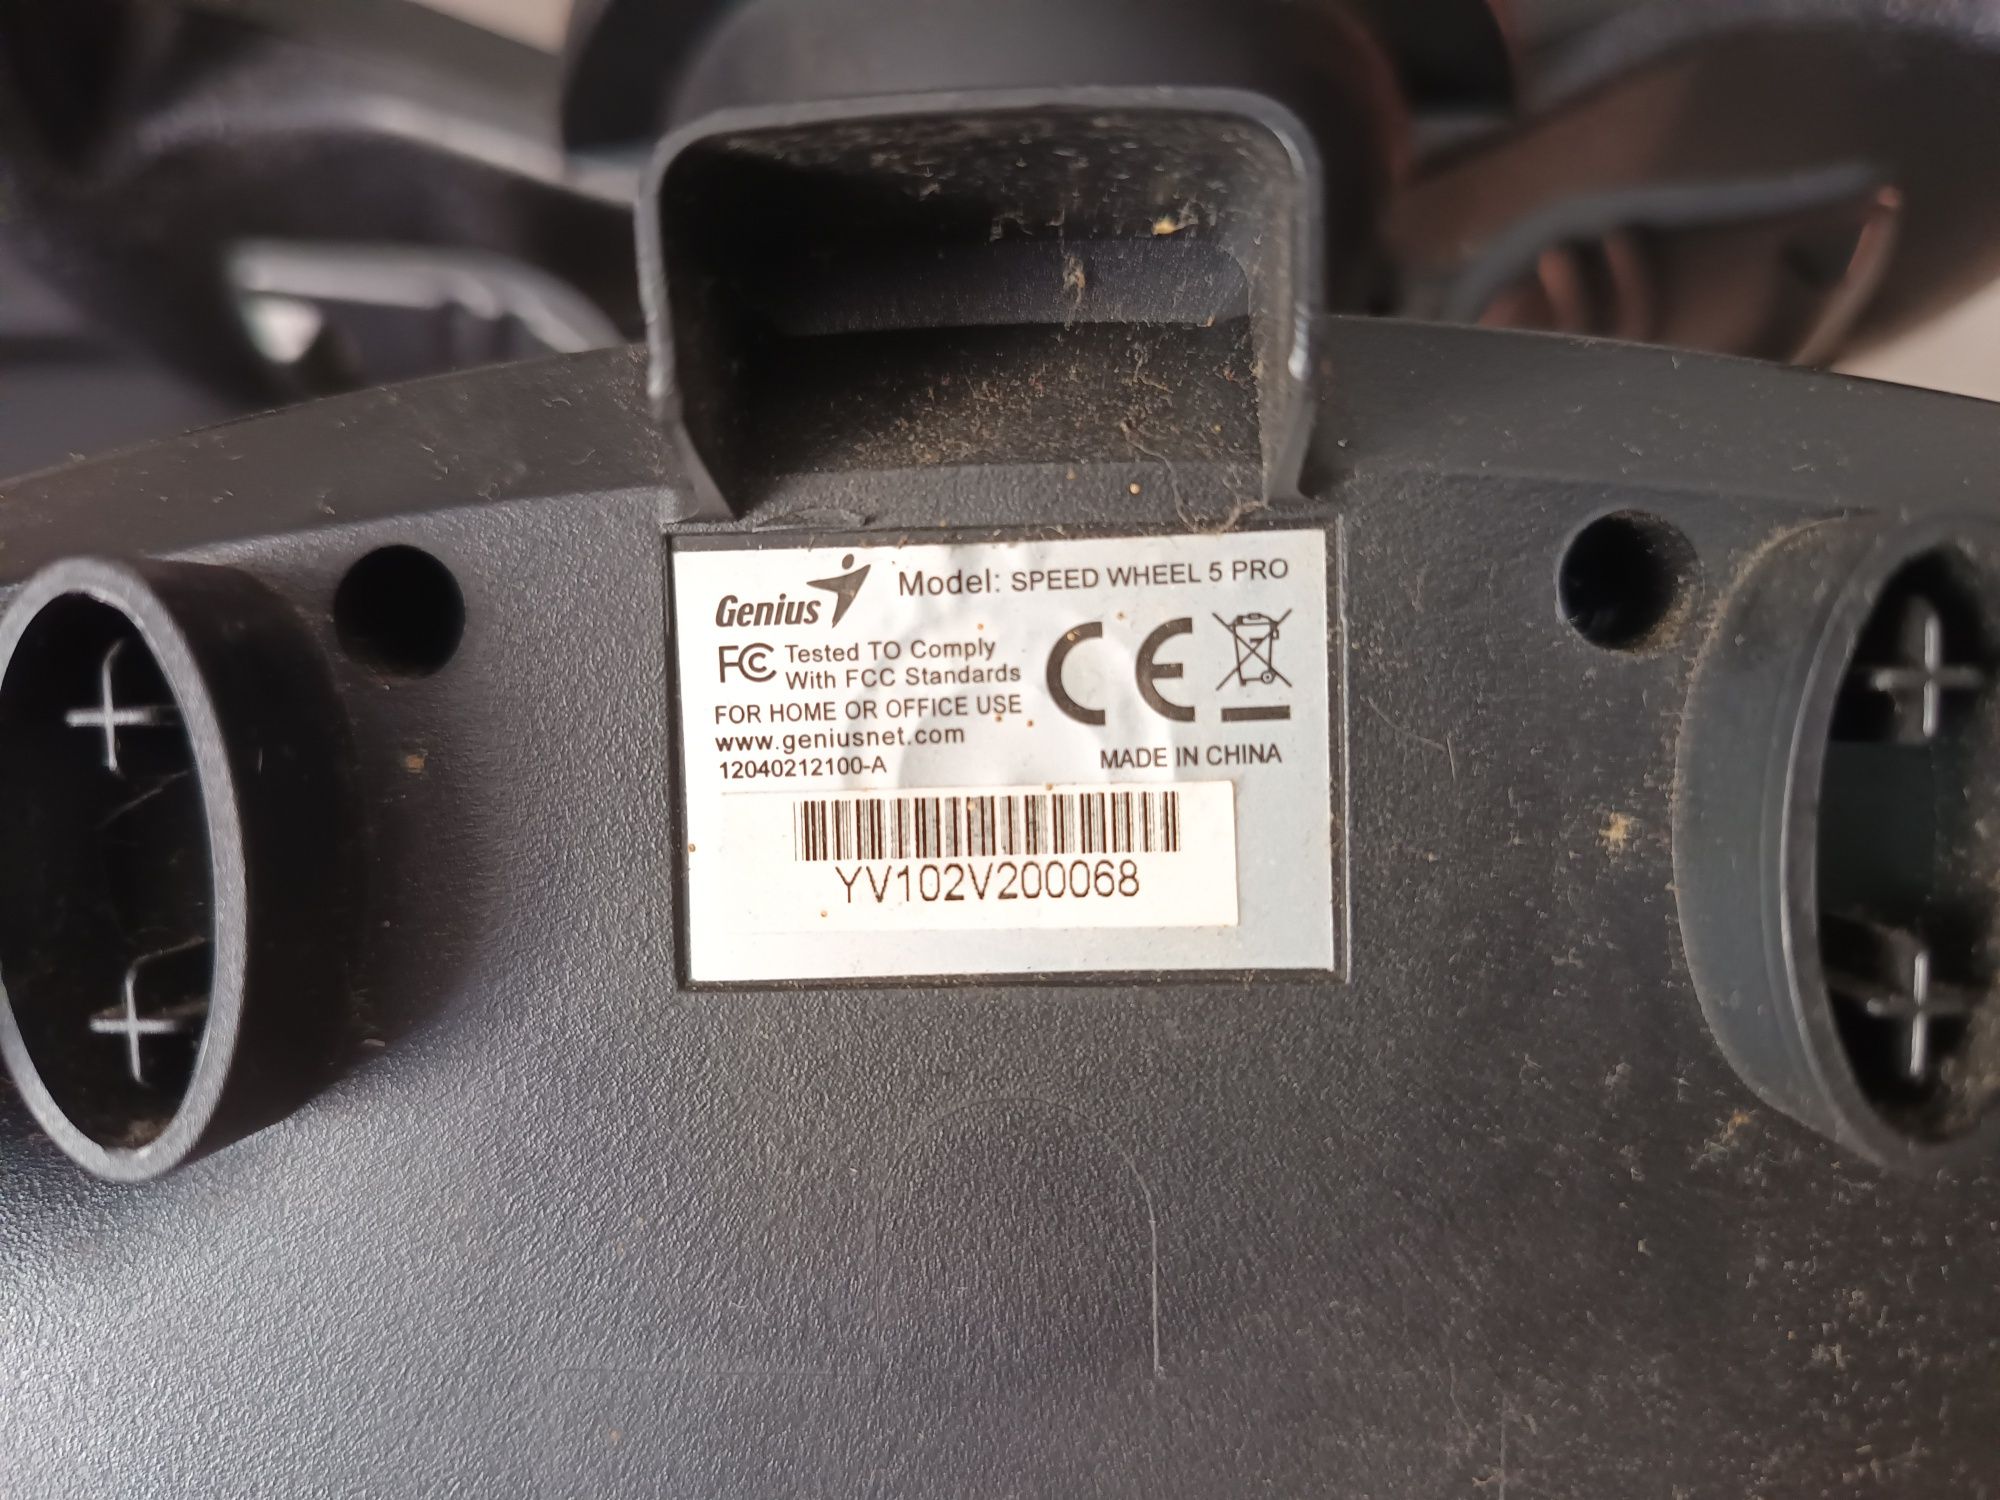 Genius Model: SPEED WHEEL 5 PRO
FC Tested TO Comply
With FCC Standards
FOR HOME OR OFFICE USE
www.geniusnet.com
12040212100-A
CE
MADE IN CHINA
YV102V200068